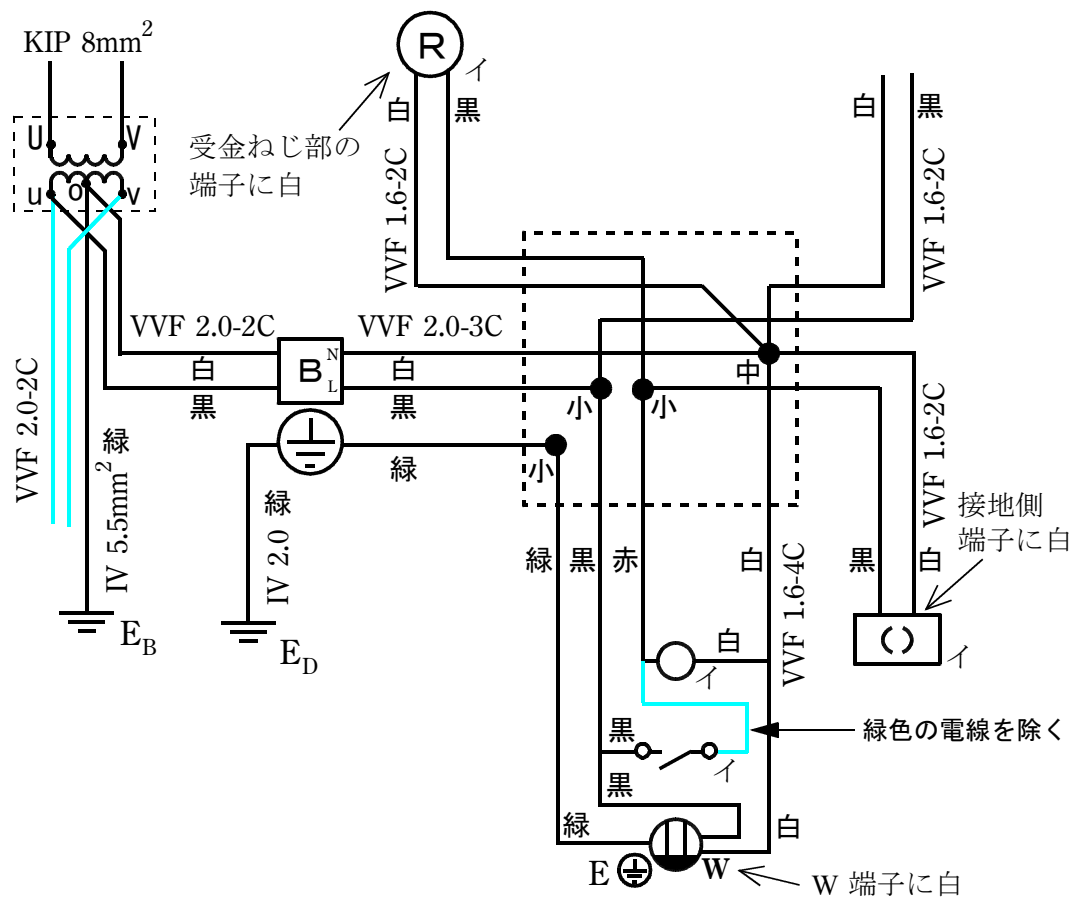 KIP 8mm2
R
イ
白
黒
白
黒
U
V
受金ねじ部の
端子に白
u
o
v
VVF 1.6-2C
VVF 1.6-2C
VVF 2.0-2C
VVF 2.0-3C
白
黒
B
N
L
白
黒
中
小
小
小
VVF 2.0-2C
緑
IV 5.5mm2
緑
IV 2.0
緑
VVF 1.6-2C
接地側
端子に白
緑
黒
赤
白
VVF 1.6-4C
黒
白
EB
ED
白
イ
イ
緑色の電線を除く
黒
イ
黒
緑
白
E
W
W 端子に白